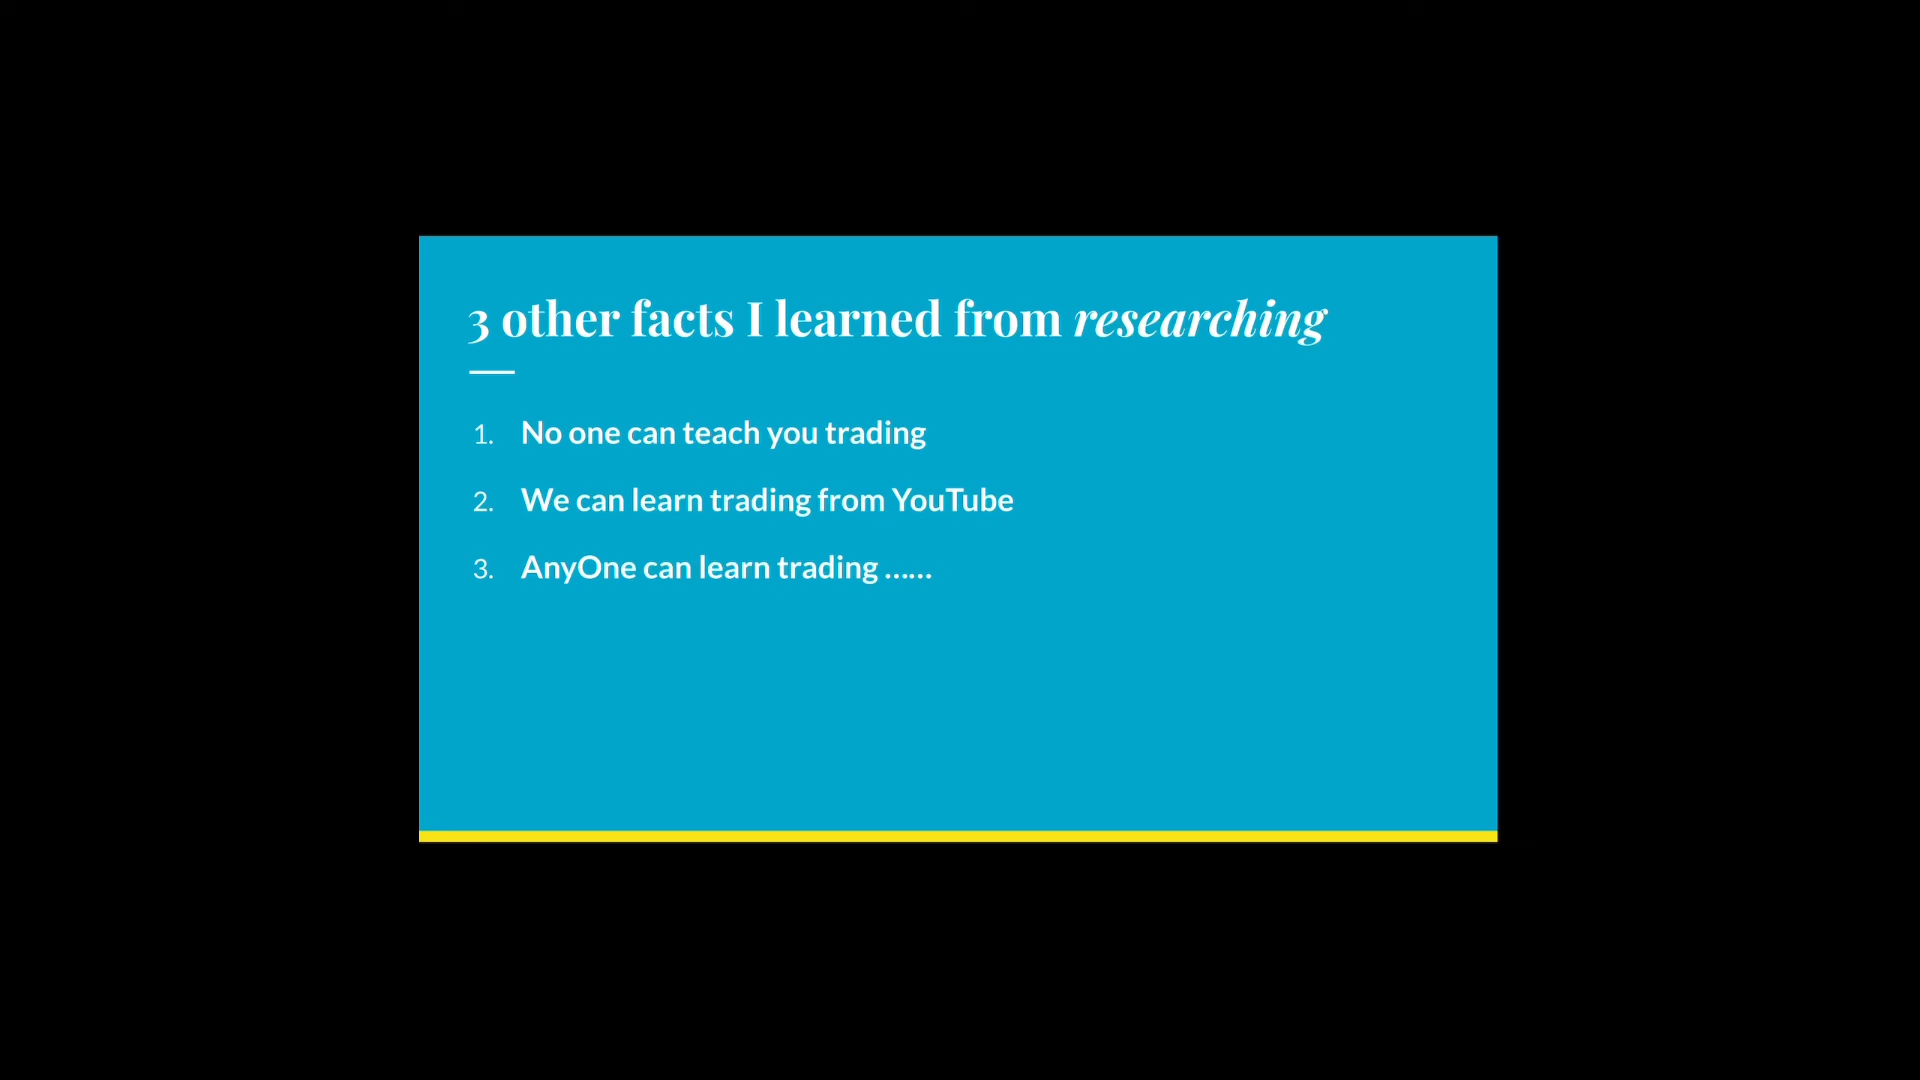 3 other facts I learned from researching
1. No one can teach you trading
2. We can learn trading from YouTube
3. AnyOne can learn trading ......